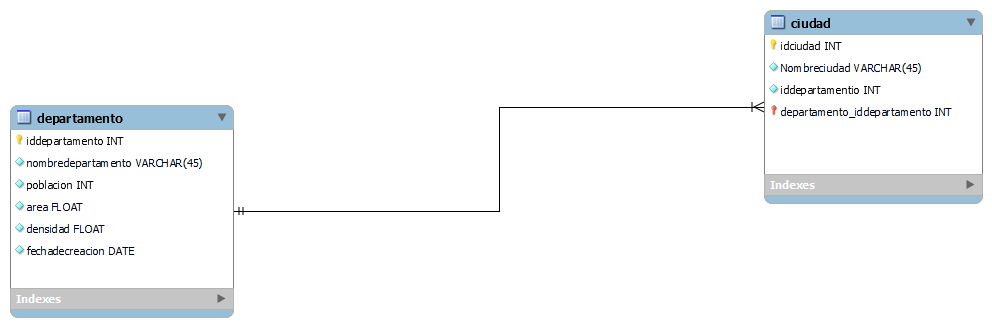 departamento
iddepartamento INT
nombredepartamento VARCHAR(45)
poblacion INT
area FLOAT
densidad FLOAT
fechadecreacion DATE
Indexes
ciudad
idciudad INT
Nombreciudad VARCHAR(45)
iddepartamentio INT
departamento_iddepartamento INT
Indexes